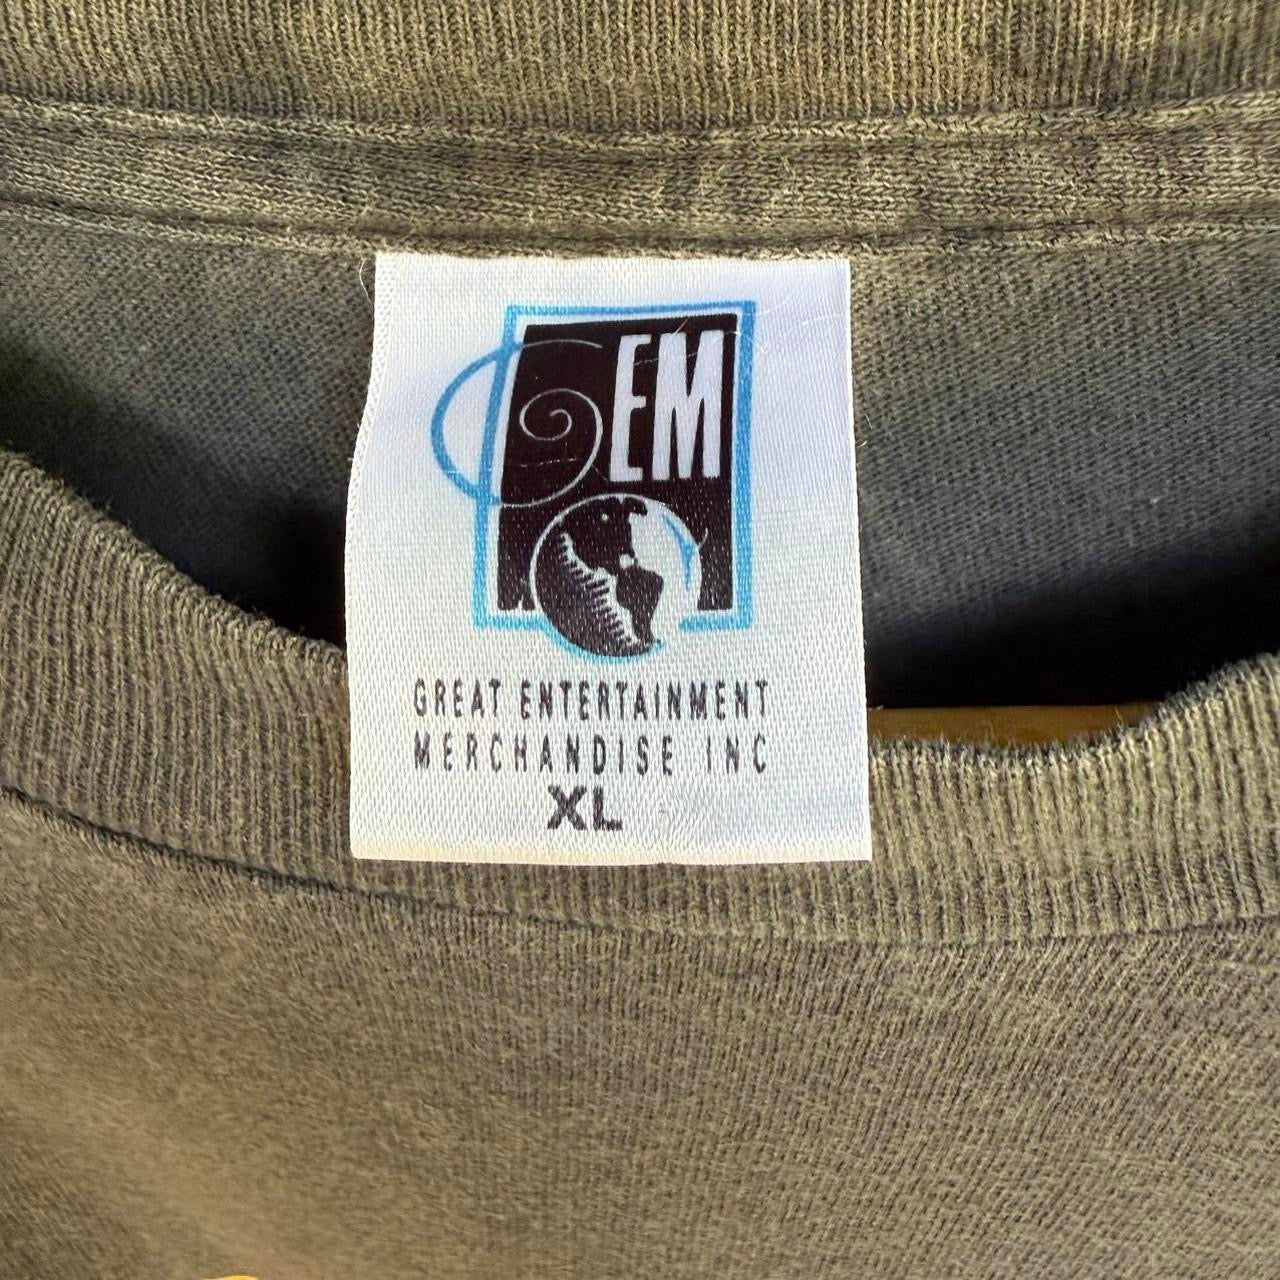 GEM
GREAT ENTERTAINMENT
MERCHANDISE INC
XL